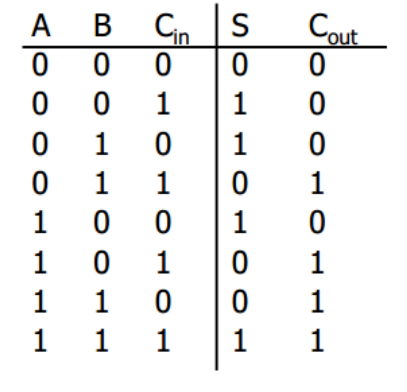 A B Cin S Cout
0 0 0 0 0
0 0 1 1 0
0 1 0 1 0
0 1 1 0 1
1 0 0 1 0
1 0 1 0 1
1 1 0 0 1
1 1 1 1 1